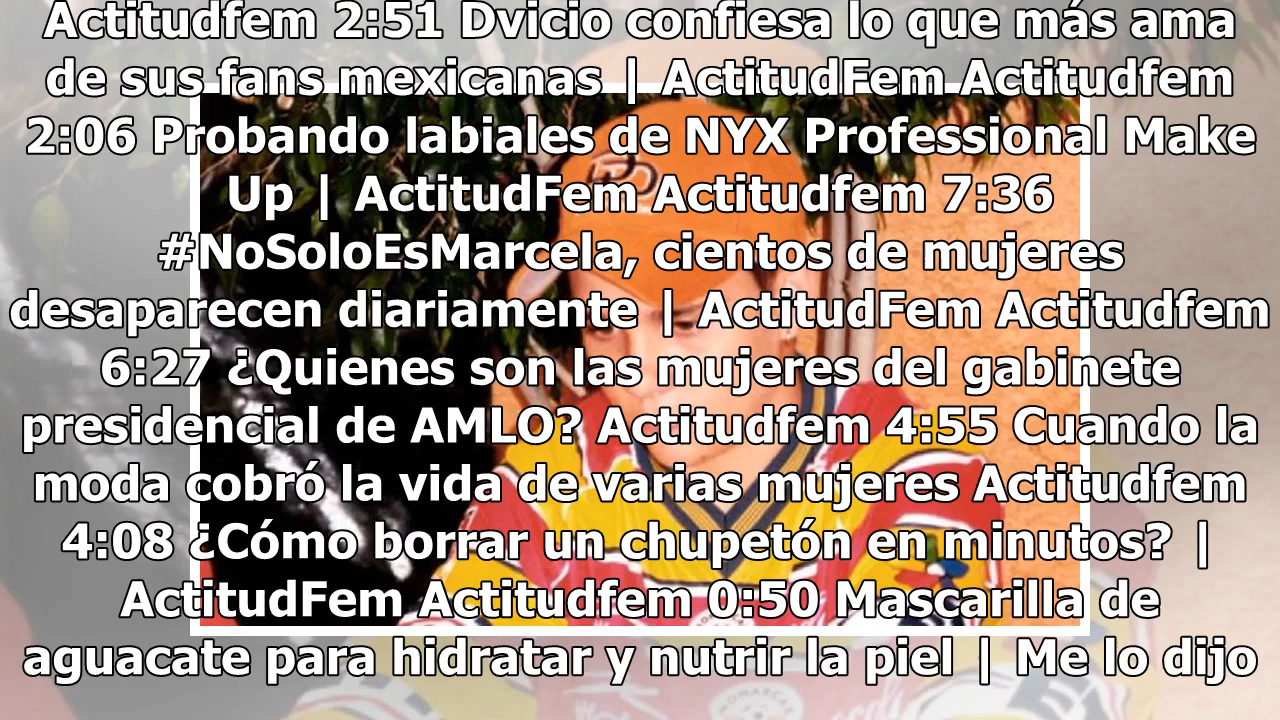 Actitudfem 2:51 Dvicio confiesa lo que más ama
de sus fans mexicanas | ActitudFem Actitudfem
2:06 Probando labiales de NYX Professional Make
Up | ActitudFem Actitudfem 7:36
#NoSoloEsMarcela, cientos de mujeres
desaparecen diariamente | ActitudFem Actitudfem
6:27 ¿Quienes son las mujeres del gabinete
presidencial de AMLO? Actitudfem 4:55 Cuando la
moda cobró la vida de varias mujeres Actitudfem
4:08 ¿Cómo borrar un chupetón en minutos? |
ActitudFem Actitudfem 0:50 Mascarilla de
aguacate para hidratar y nutrir la piel | Me lo dijo